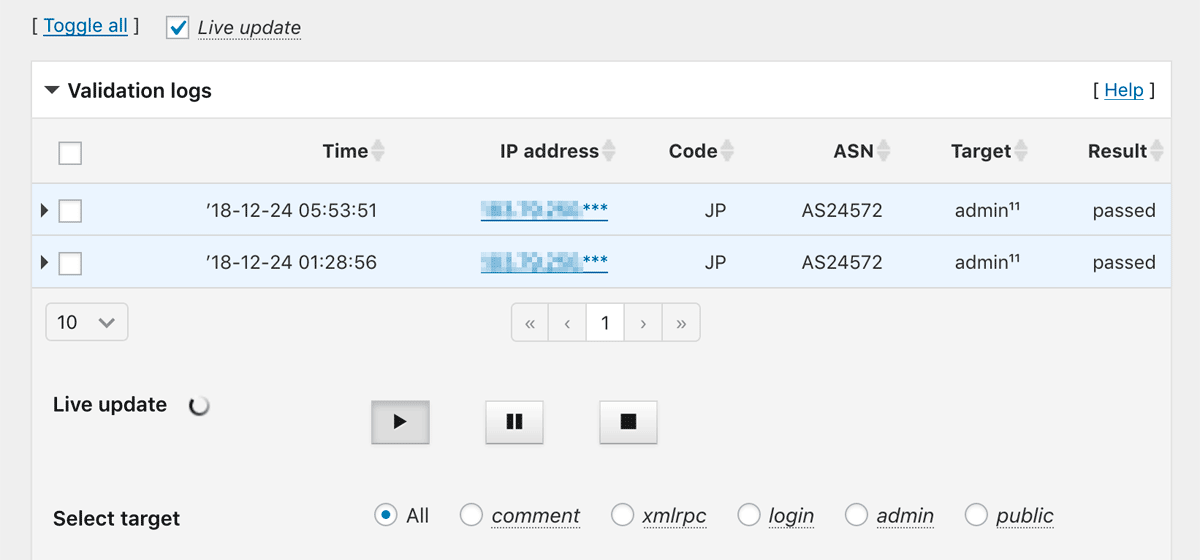 [ Toggle all ] Live update
Validation logs [ Help ]
Time IP address Code ASN Target Result
’18-12-24 05:53:51 *** JP AS24572 admin¹¹ passed
’18-12-24 01:28:56 *** JP AS24572 admin¹¹ passed
10 « ‹ 1 › »
Live update
Select target All comment xmlrpc login admin public